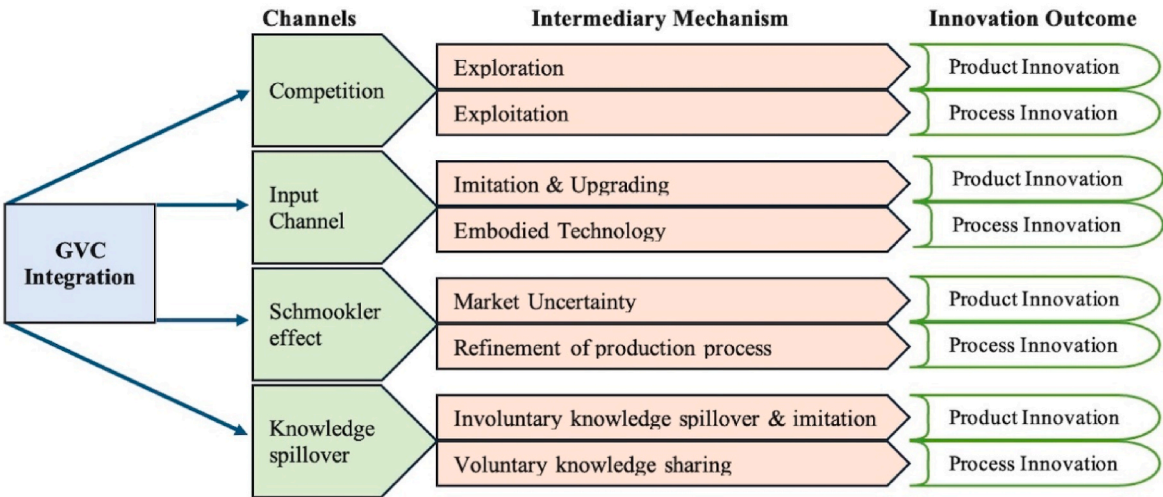 Channels Intermediary Mechanism Innovation Outcome
GVC
Integration
Competition
Exploration
Product Innovation
Exploitation
Process Innovation
Input
Channel
Imitation & Upgrading
Product Innovation
Embodied Technology
Process Innovation
Schmookler
effect
Market Uncertainty
Product Innovation
Refinement of production process
Process Innovation
Knowledge
spillover
Involuntary knowledge spillover & imitation
Product Innovation
Voluntary knowledge sharing
Process Innovation